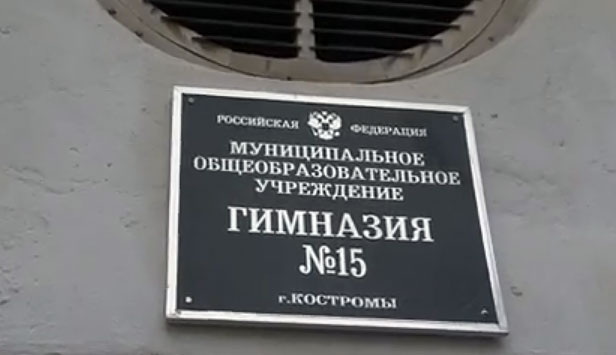 РОССИЙСКАЯ ФЕДЕРАЦИЯ
МУНИЦИПАЛЬНОЕ
ОБЩЕОБРАЗОВАТЕЛЬНОЕ
УЧРЕЖДЕНИЕ
ГИМНАЗИЯ
№15
г.КОСТРОМЫ